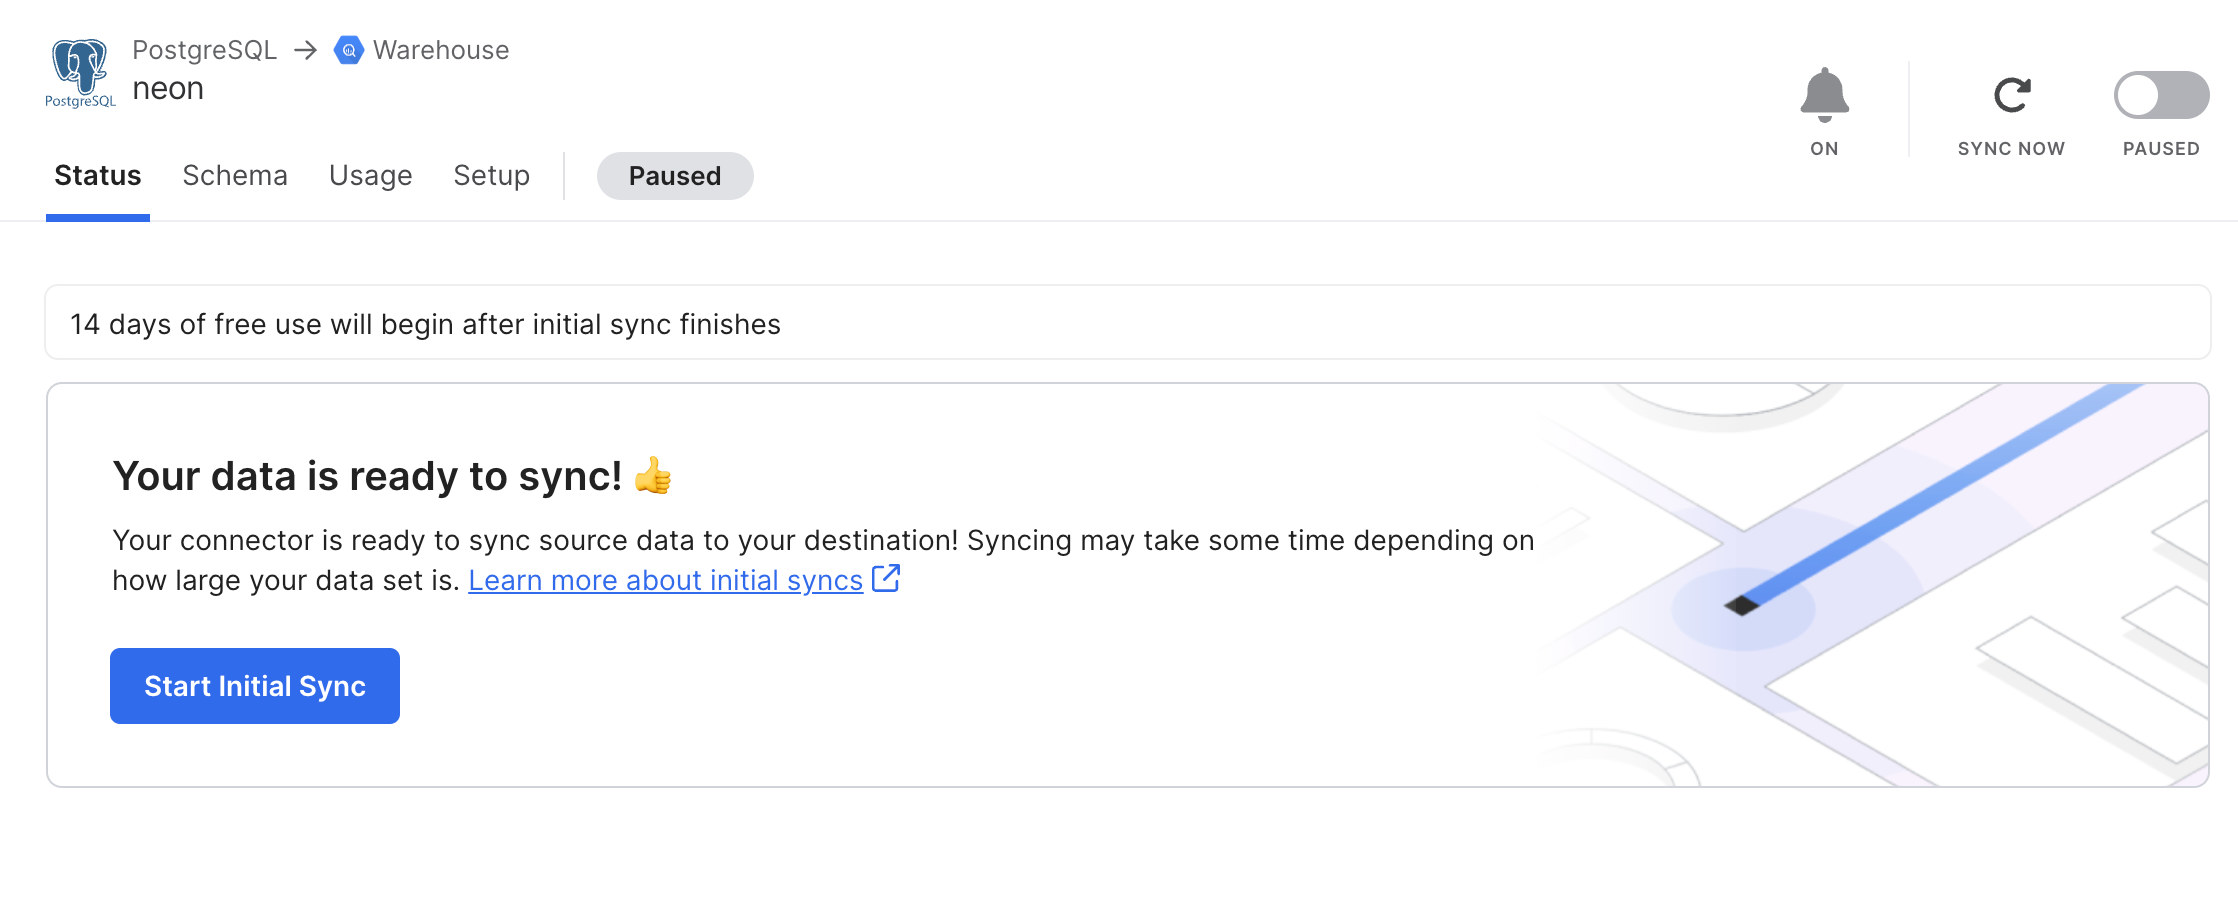 PostgreSQL → Warehouse
neon
PostgreSQL
ON
SYNC NOW
PAUSED
Status
Schema
Usage
Setup
Paused
14 days of free use will begin after initial sync finishes
Your data is ready to sync! 👍
Your connector is ready to sync source data to your destination! Syncing may take some time depending on
how large your data set is. Learn more about initial syncs
Start Initial Sync